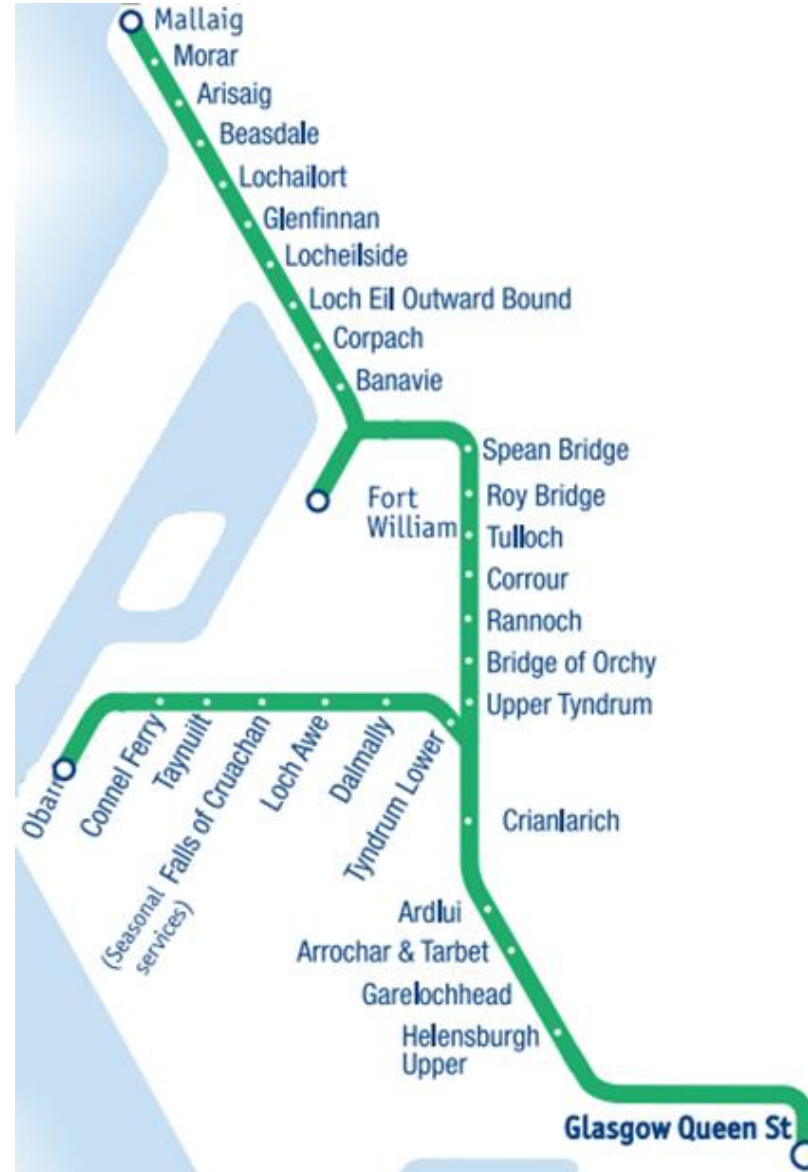 Mallaig
Morar
Arisaig
Beasdale
Lochailort
Glenfinnan
Locheilside
Loch Eil Outward Bound
Corpach
Banavie
Spean Bridge
Fort
William
Roy Bridge
Tulloch
Corrour
Rannoch
Bridge of Orchy
Upper Tyndrum
Oban
Connel Ferry
Taynuilt
Falls of Cruachan
(Seasonal
services)
Loch Awe
Dalmally
Tyndrum Lower
Crianlarich
Ardlui
Arrochar & Tarbet
Garelochhead
Helensburgh
Upper
Glasgow Queen St